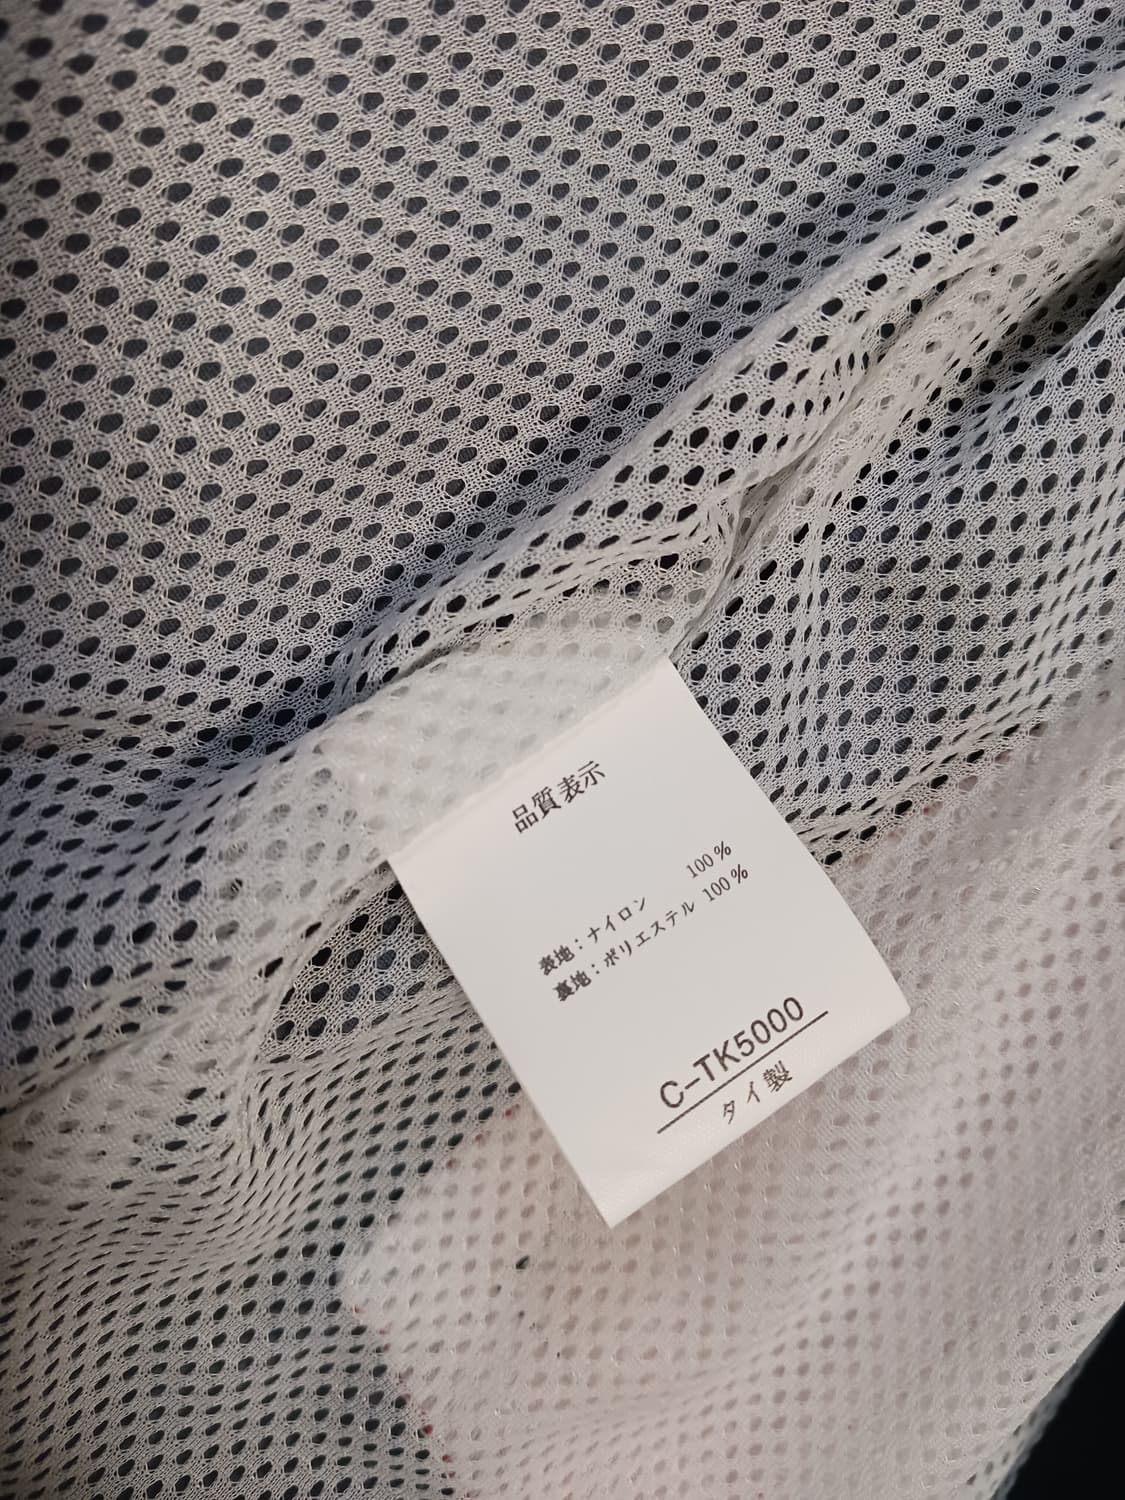 品質表示
表地：ナイロン 100%
裏地：ポリエステル 100%
C-TK5000
タイ製